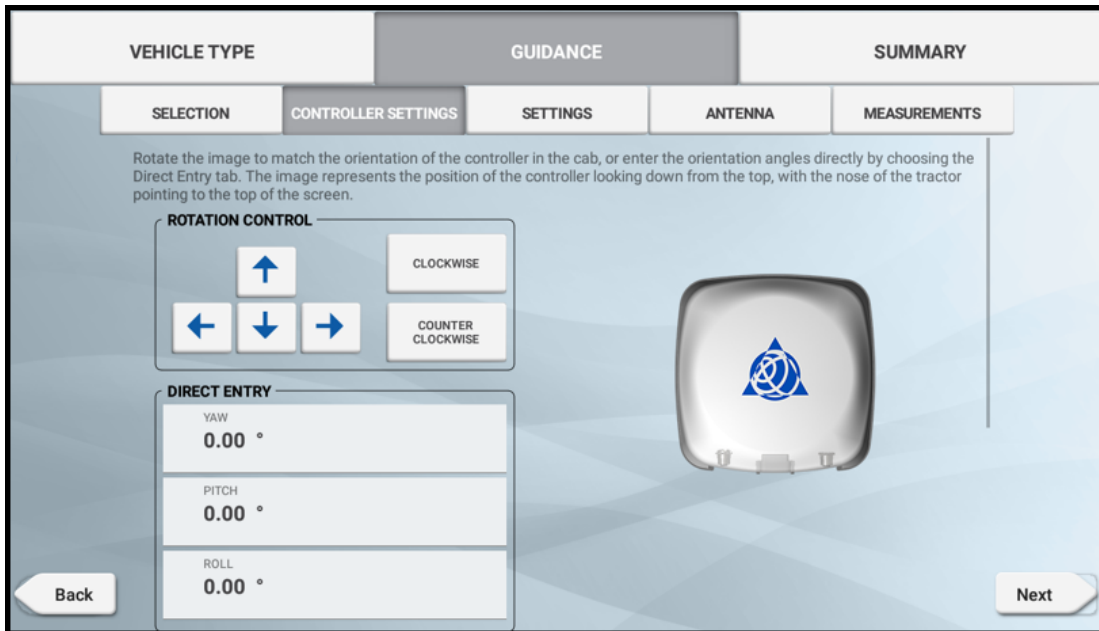 VEHICLE TYPE
GUIDANCE
SUMMARY
SELECTION
CONTROLLER SETTINGS
SETTINGS
ANTENNA
MEASUREMENTS
Rotate the image to match the orientation of the controller in the cab, or enter the orientation angles directly by choosing the
Direct Entry tab. The image represents the position of the controller looking down from the top, with the nose of the tractor
pointing to the top of the screen.
ROTATION CONTROL
CLOCKWISE
COUNTER
CLOCKWISE
DIRECT ENTRY
YAW
0.00 °
PITCH
0.00 °
ROLL
0.00 °
Back
Next